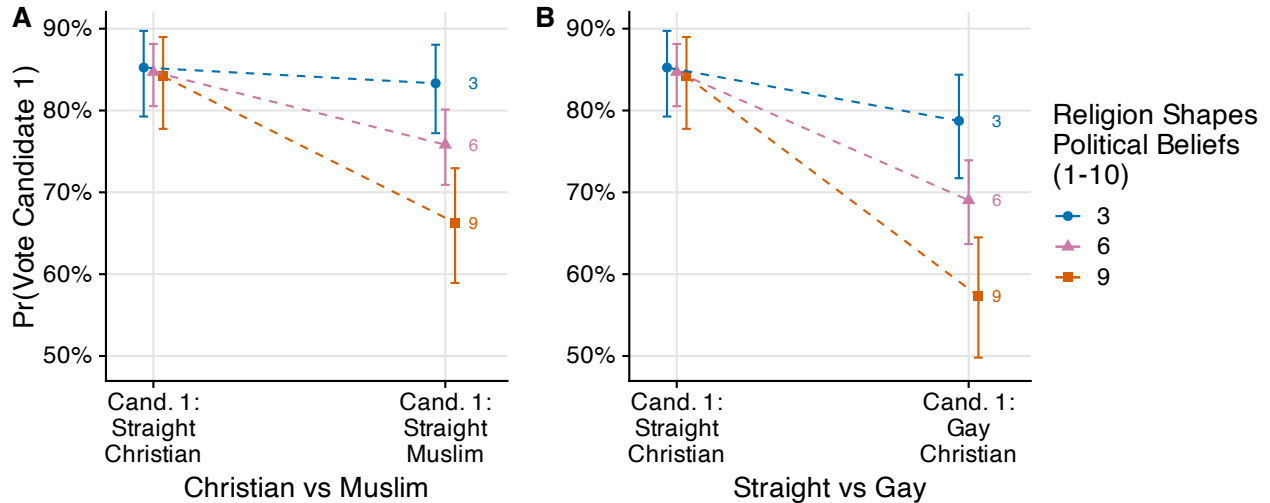 A
Pr(Vote Candidate 1)
90%
80%
70%
60%
50%
3
6
9
Cand. 1:
Straight
Christian
Cand. 1:
Straight
Muslim
Christian vs Muslim
B
90%
80%
70%
60%
50%
3
6
9
Cand. 1:
Straight
Christian
Cand. 1:
Gay
Christian
Straight vs Gay
Religion Shapes
Political Beliefs
(1-10)
3
6
9